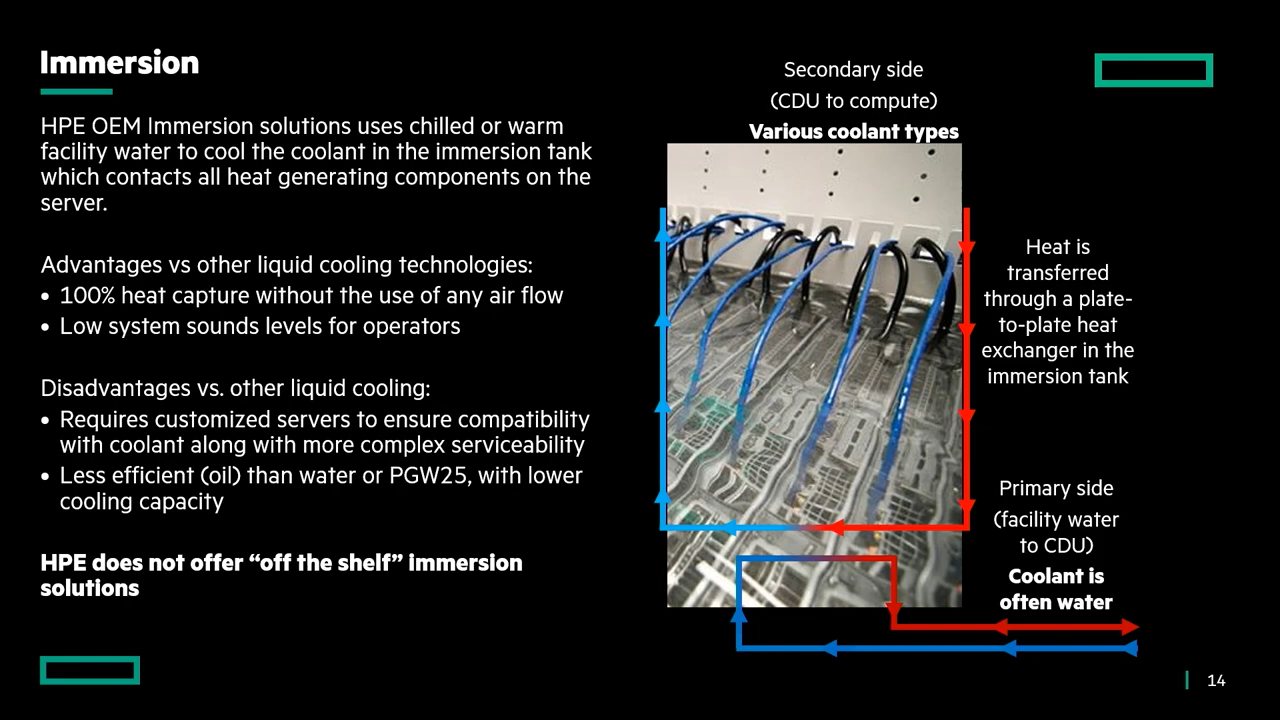 Immersion
HPE OEM Immersion solutions uses chilled or warm
facility water to cool the coolant in the immersion tank
which contacts all heat generating components on the
server.
Advantages vs other liquid cooling technologies:
• 100% heat capture without the use of any air flow
• Low system sounds levels for operators
Disadvantages vs. other liquid cooling:
• Requires customized servers to ensure compatibility
with coolant along with more complex serviceability
• Less efficient (oil) than water or PGW25, with lower
cooling capacity
HPE does not offer “off the shelf” immersion
solutions
Secondary side
(CDU to compute)
Various coolant types
Heat is
transferred
through a plate-
to-plate heat
exchanger in the
immersion tank
Primary side
(facility water
to CDU)
Coolant is
often water
14